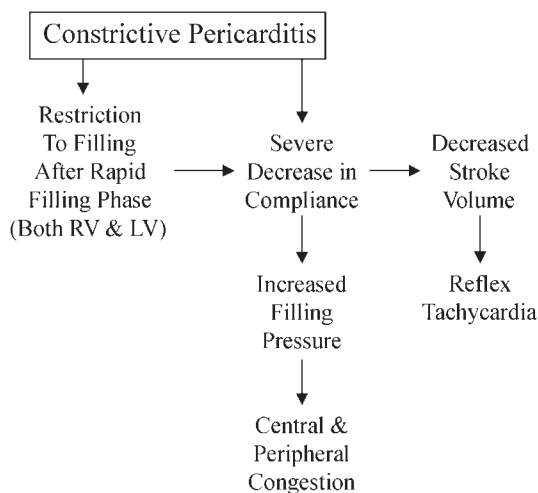 Constrictive Pericarditis
Restriction
To Filling
After Rapid
Filling Phase
(Both RV & LV)
Severe
Decrease in
Compliance
Decreased
Stroke
Volume
Increased
Filling
Pressure
Reflex
Tachycardia
Central &
Peripheral
Congestion